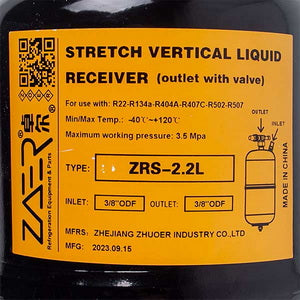 STRETCH VERTICAL LIQUID
RECEIVER (outlet with valve)
For use with: R22-R134a-R404A-R407C-R502-R507
Min/Max Temp.: -40℃~+120℃
Maximum working pressure: 3.5 Mpa
OUTLET
INLET
TYPE: ZRS-2.2L
INLET: 3/8"ODF OUTLET: 3/8"ODF
MFRS: ZHEJIANG ZHUOER INDUSTRY CO.,LTD
MFG: 2023.09.15
MADE IN CHINA
ZAER 卓尔
Refrigeration Equipment & Parts